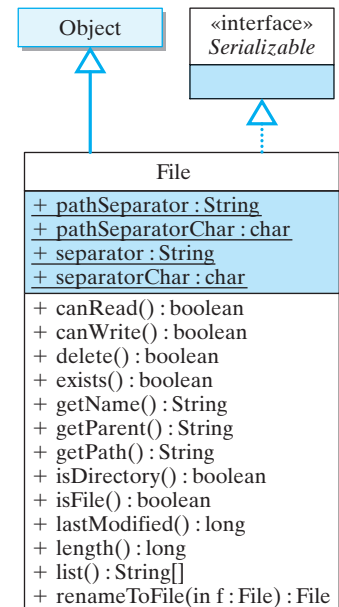 Object
«interface»
Serializable
File
+ pathSeparator : String
+ pathSeparatorChar : char
+ separator : String
+ separatorChar : char
+ canRead() : boolean
+ canWrite() : boolean
+ delete() : boolean
+ exists() : boolean
+ getName() : String
+ getParent() : String
+ getPath() : String
+ isDirectory() : boolean
+ isFile() : boolean
+ lastModified() : long
+ length() : long
+ list() : String[]
+ renameToFile(in f : File) : File